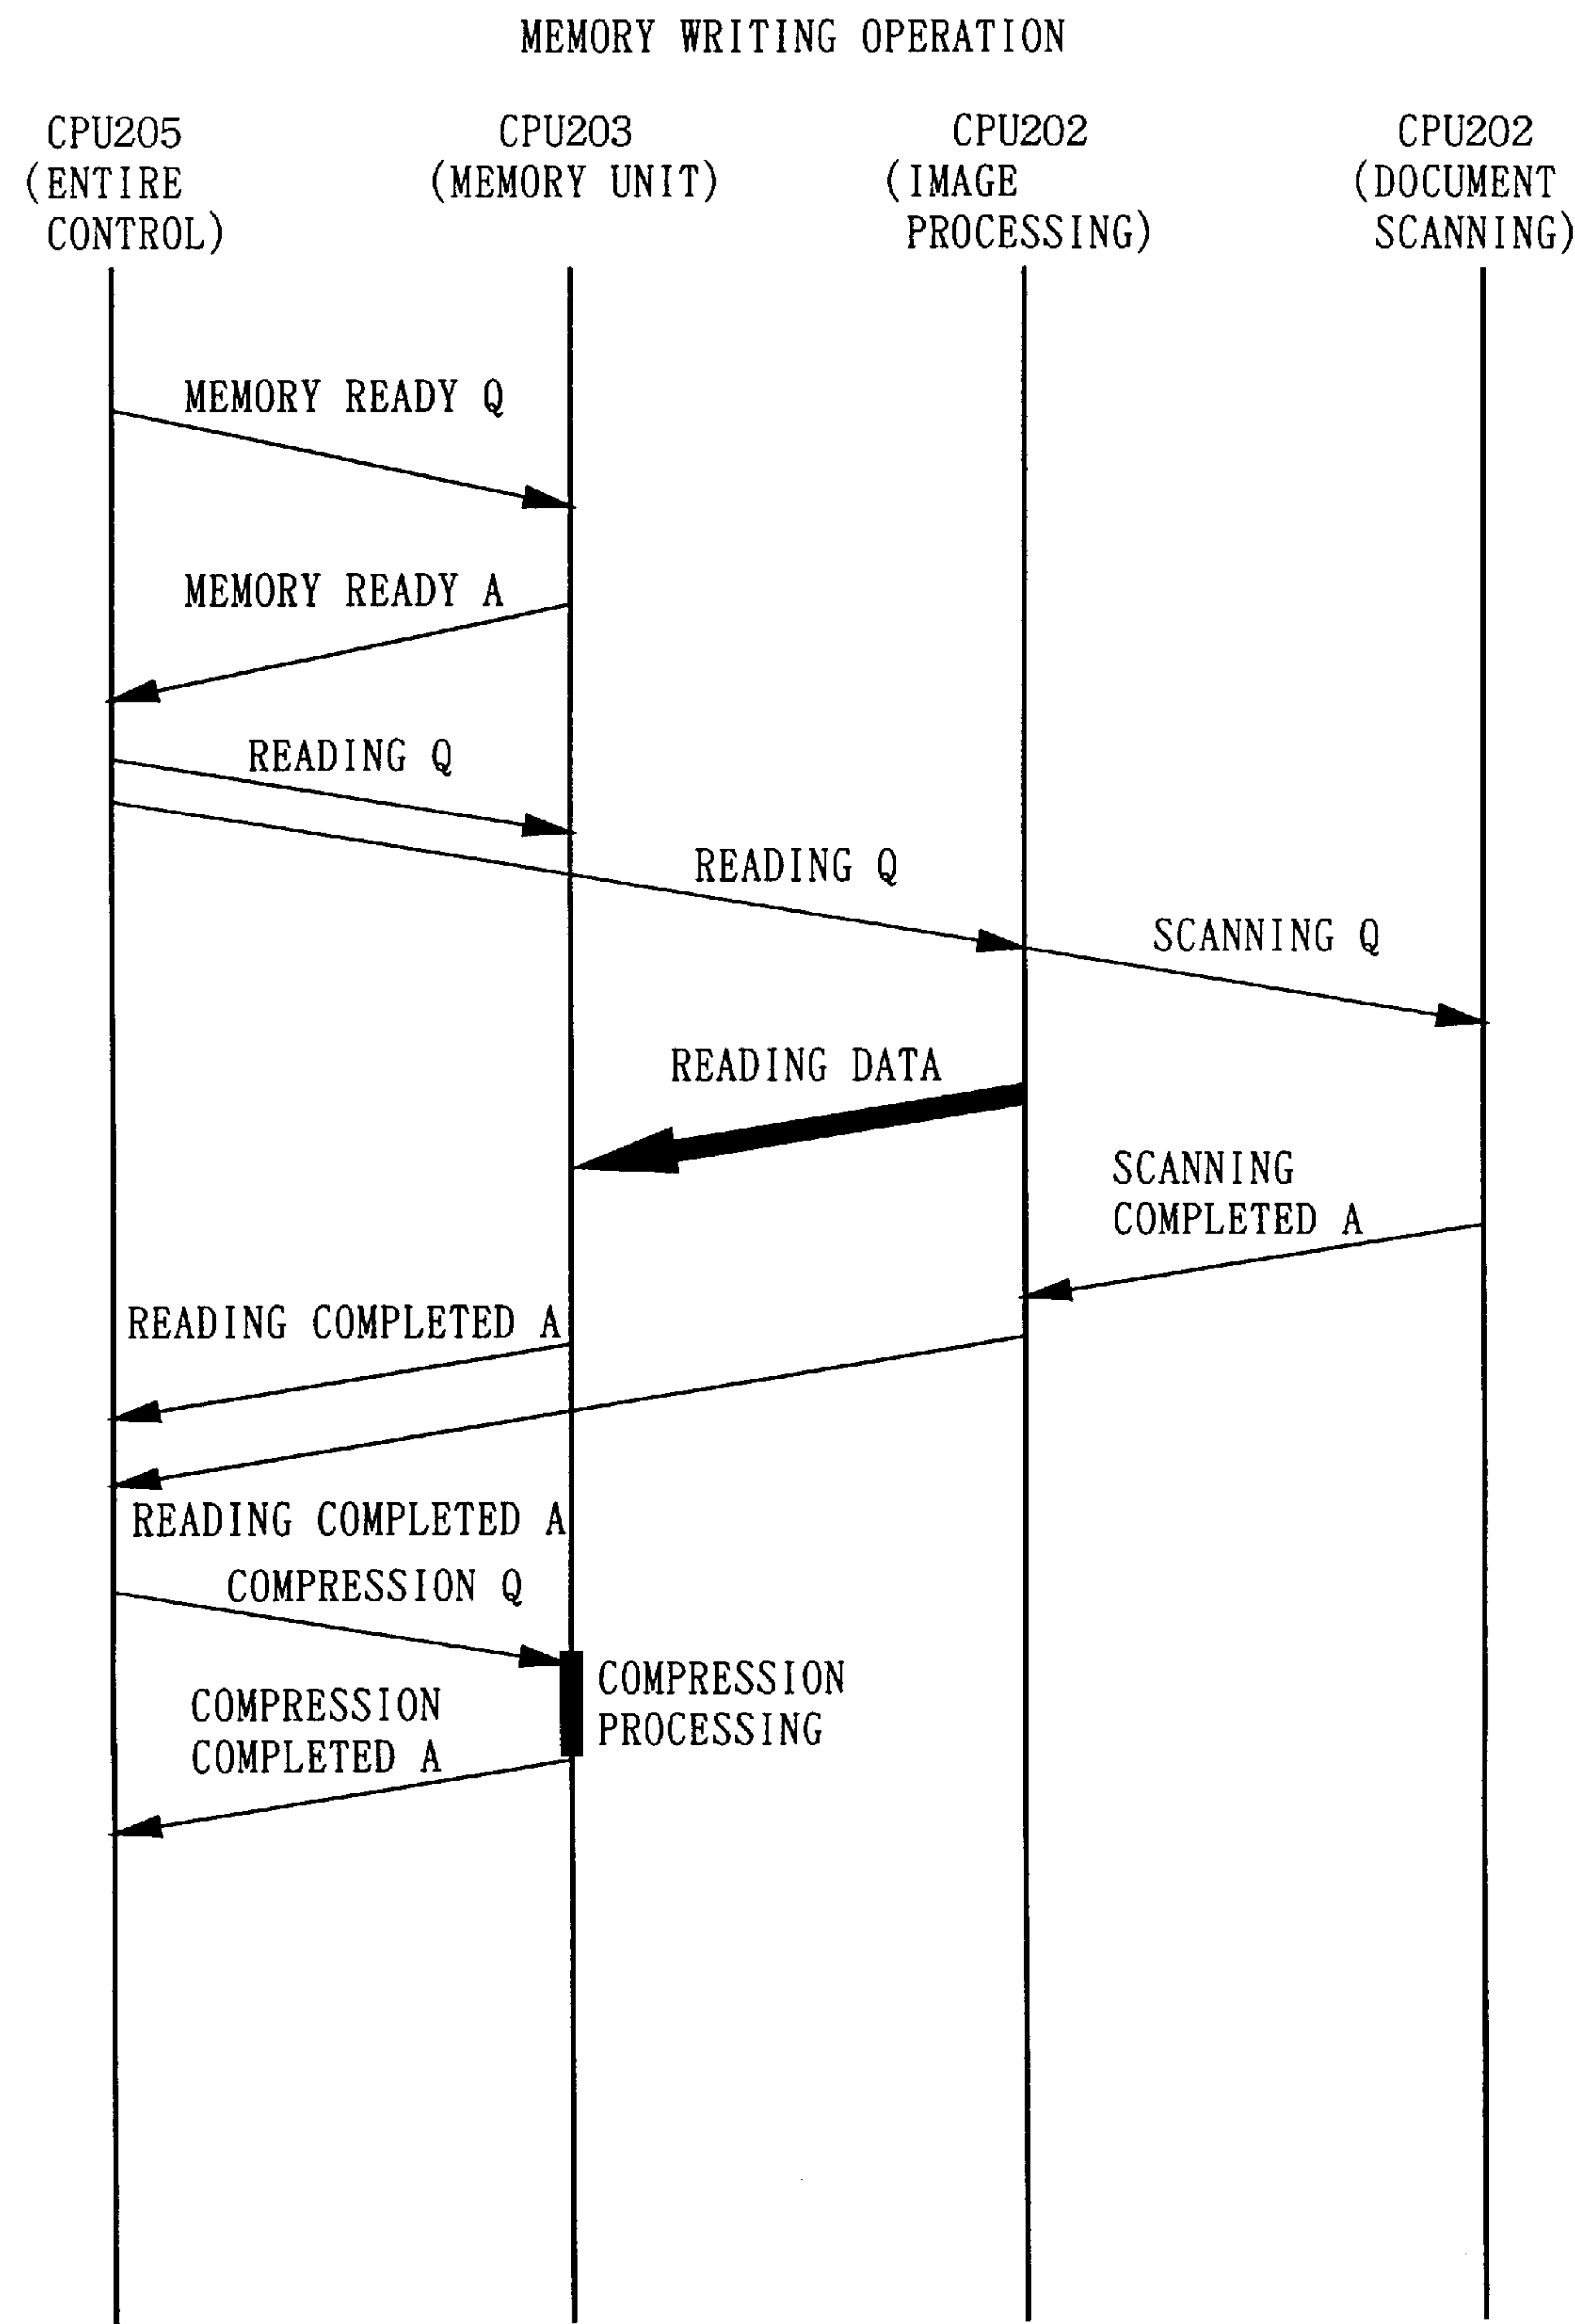 MEMORY WRITING OPERATION
CPU205
(ENTIRE
CONTROL)
CPU203
(MEMORY UNIT)
CPU202
(IMAGE
PROCESSING)
CPU202
(DOCUMENT
SCANNING)
MEMORY READY Q
MEMORY READY A
READING Q
READING Q
SCANNING Q
READING DATA
SCANNING
COMPLETED A
READING COMPLETED A
READING COMPLETED A
COMPRESSION Q
COMPRESSION
PROCESSING
COMPRESSION
COMPLETED A